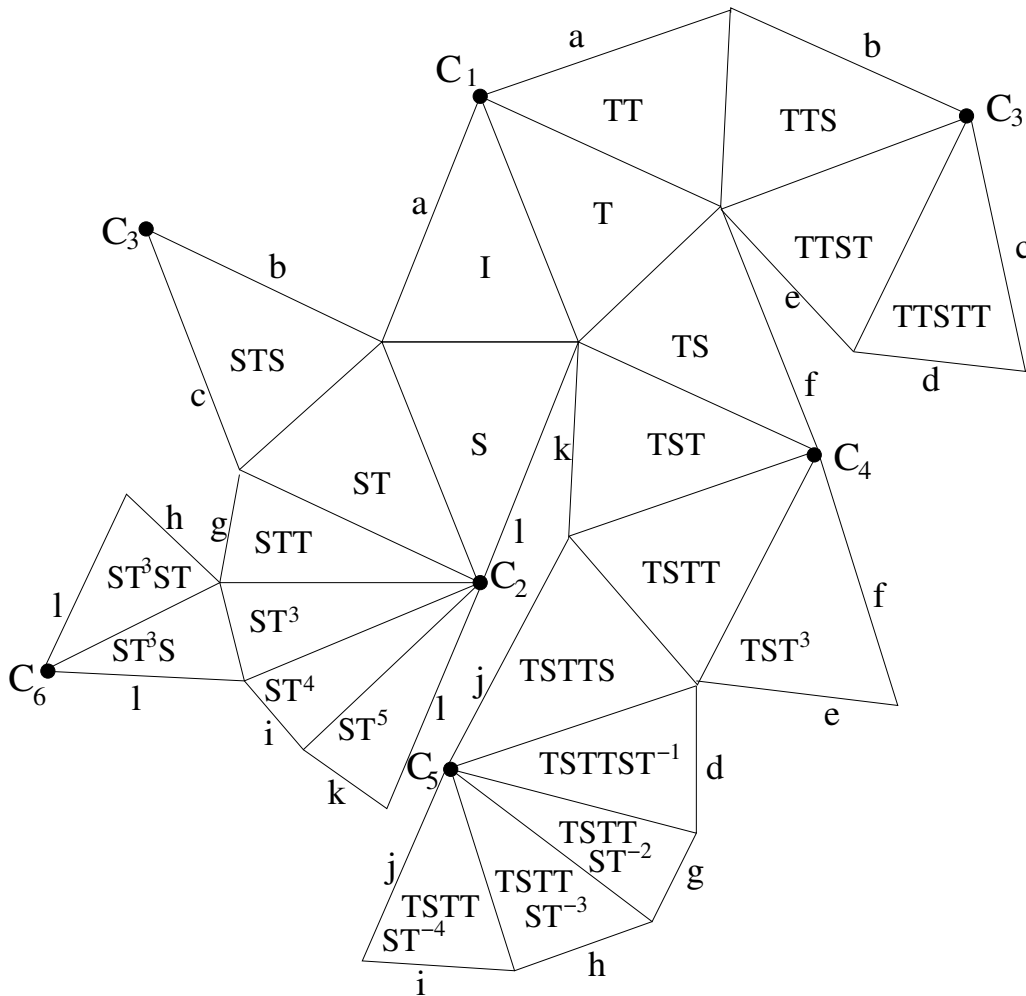 a
b
C₁
C₃
TT
TTS
a
T
C₃
b
I
TTST
c
e
TTSTT
STS
TS
d
f
c
S
k
TST
C₄
ST
g
h
STT
l
C₂
TSTT
ST³ST
f
l
ST³
ST³S
TST³
C₆
l
ST⁴
TSTTS
j
i
ST⁵
l
e
C₅
TSTTST⁻¹
d
k
TSTT
ST⁻²
j
TSTT
g
TSTT
ST⁻³
ST⁻⁴
h
i